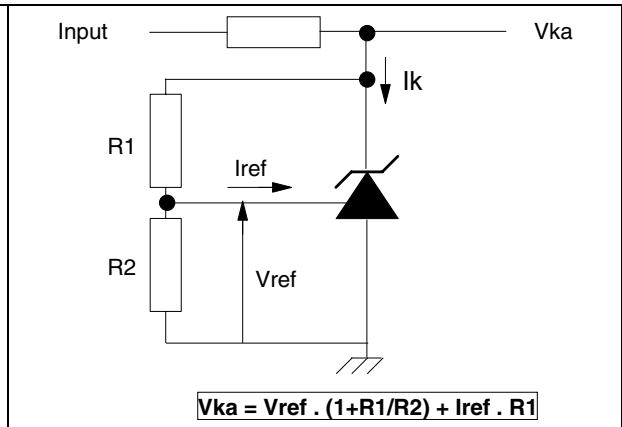 Input Vka
Ik
R1
Iref
R2
Vref
Vka = Vref . (1+R1/R2) + Iref . R1